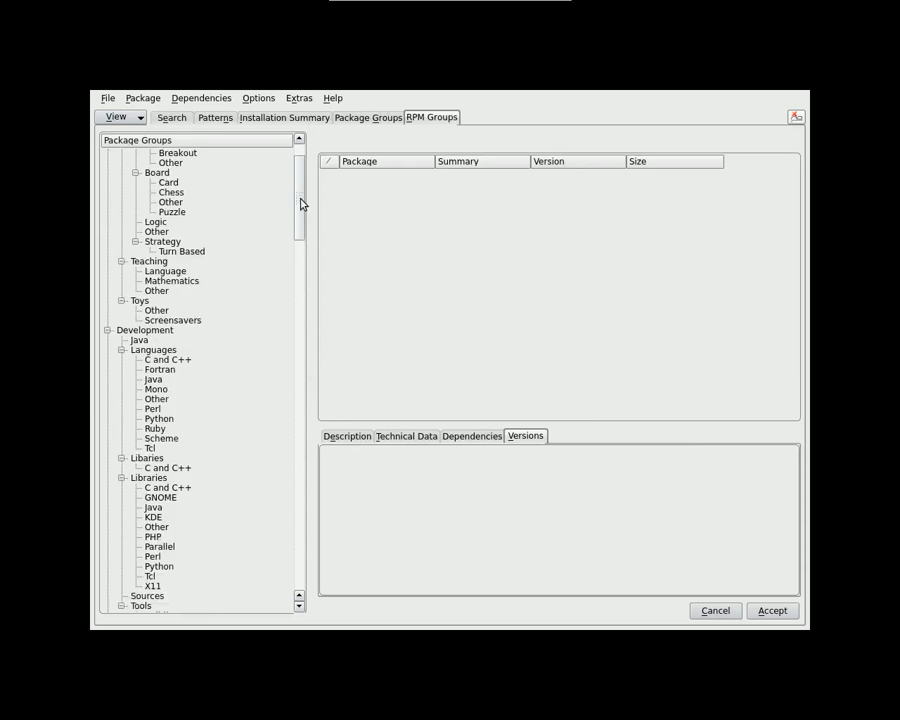 File Package Dependencies Options Extras Help
View Search Patterns Installation Summary Package Groups RPM Groups
Package Groups
Breakout
Other
Board
Card
Chess
Other
Puzzle
Logic
Other
Strategy
Turn Based
Teaching
Language
Mathematics
Other
Toys
Other
Screensavers
Development
Java
Languages
C and C++
Fortran
Java
Mono
Other
Perl
Python
Ruby
Scheme
Tcl
Libaries
C and C++
Libraries
C and C++
GNOME
Java
KDE
Other
PHP
Parallel
Perl
Python
Tcl
X11
Sources
Tools
Package Summary Version Size
Description Technical Data Dependencies Versions
Cancel Accept